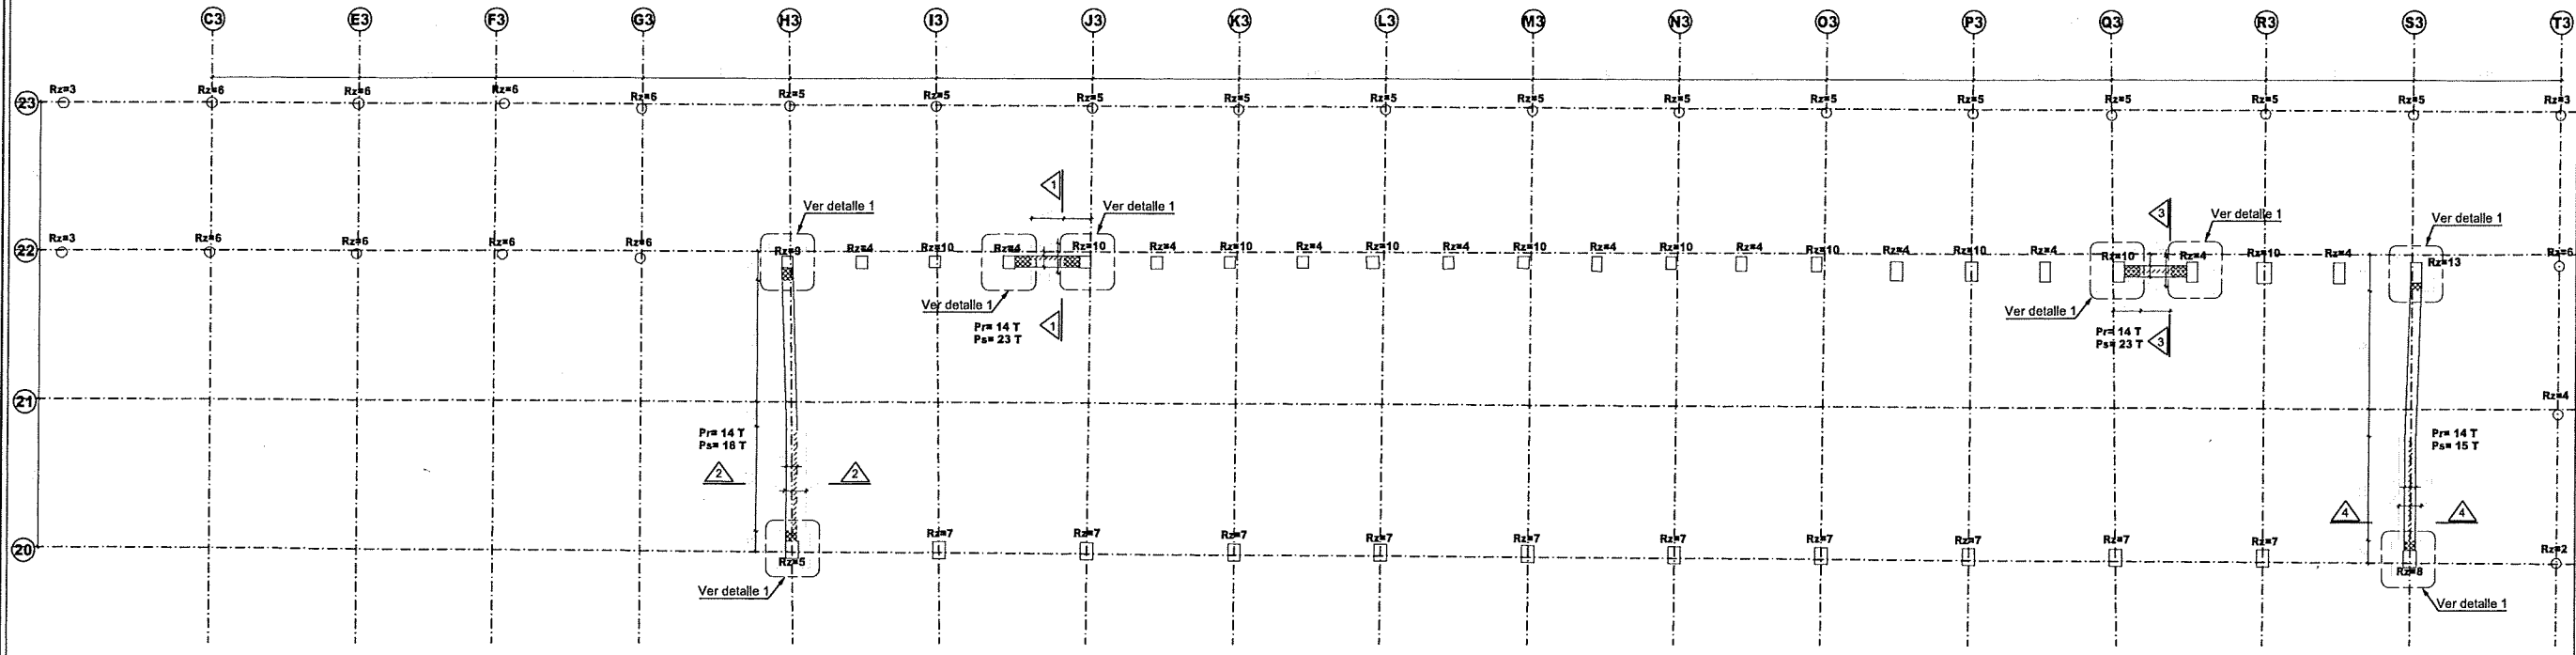 C3 E3 F3 G3 H3 I3 J3 K3 L3 M3 N3 O3 P3 Q3 R3 S3 T3
Rz=3 Rz=6 Rz=6 Rz=6 Rz=6 Rz=5 Rz=5 Rz=5 Rz=5 Rz=5 Rz=5 Rz=5 Rz=5 Rz=5 Rz=5 Rz=5 Rz=5 Rz=3
23
1
3
Ver detalle 1 Ver detalle 1 Ver detalle 1 Ver detalle 1
22 Rz=3 Rz=6 Rz=6 Rz=6 Rz=6 Rz=9 Rz=4 Rz=10 Rz=4 Rz=10 Rz=4 Rz=10 Rz=4 Rz=10 Rz=4 Rz=10 Rz=4 Rz=10 Rz=4 Rz=10 Rz=4 Rz=10 Rz=4 Rz=10 Rz=4 Rz=10 Rz=4 Rz=13 Rz=6
Ver detalle 1 Ver detalle 1
1 3
Pr= 14 T Pr= 14 T
Ps= 23 T Ps= 23 T
21 Rz=4
Pr= 14 T Pr= 14 T
Ps= 18 T Ps= 15 T
2 2
4 4
20 Rz=5 Rz=7 Rz=7 Rz=7 Rz=7 Rz=7 Rz=7 Rz=7 Rz=7 Rz=7 Rz=7 Rz=8 Rz=2
Ver detalle 1 Ver detalle 1